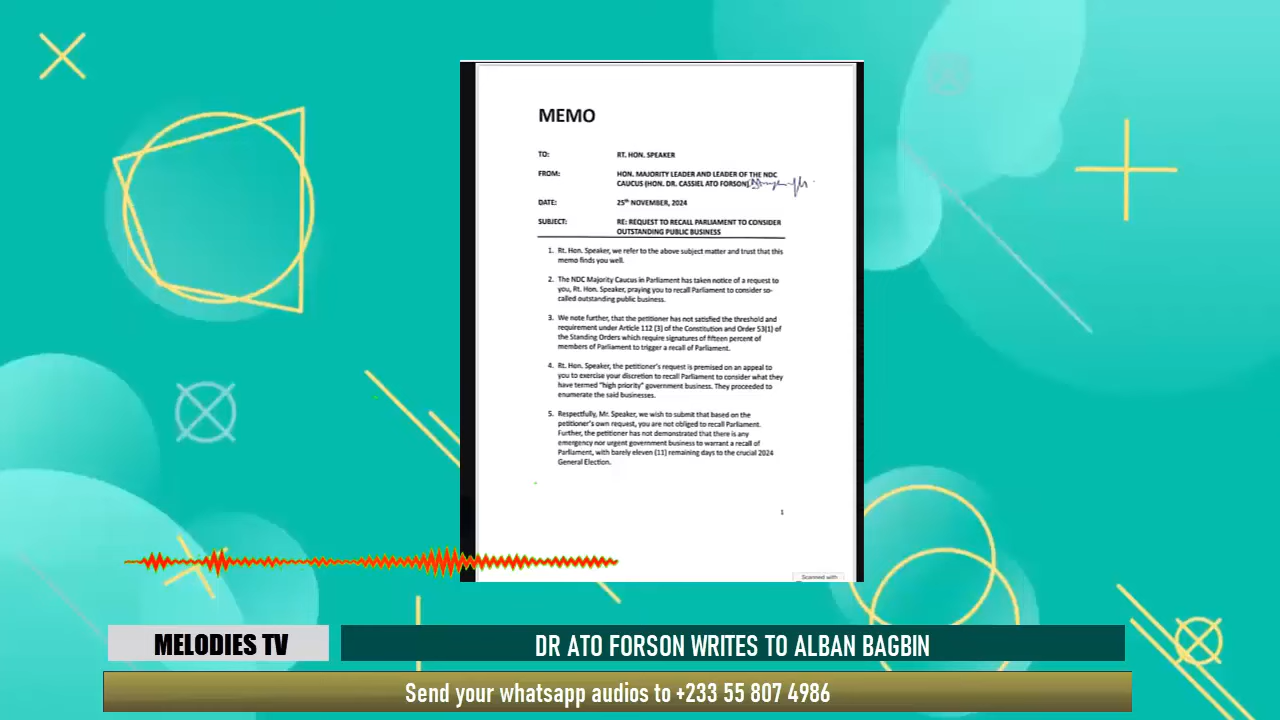 MEMO
TO: RT. HON. SPEAKER
FROM: HON. MAJORITY LEADER AND LEADER OF THE NDC
CAUCUS (HON. DR. CASSIEL ATO FORSON)
DATE: 25th NOVEMBER, 2024
SUBJECT: RE: REQUEST TO RECALL PARLIAMENT TO CONSIDER
OUTSTANDING PUBLIC BUSINESS
1. Rt. Hon. Speaker, we refer to the above subject matter and trust that this
memo finds you well.
2. The NDC Majority Caucus in Parliament has taken notice of a request to
you, Rt. Hon. Speaker, praying you to recall Parliament to consider so-
called outstanding public business.
3. We note further, that the petitioner has not satisfied the threshold and
requirement under Article 112 (3) of the Constitution and Order 53(1) of
the Standing Orders which require signatures of fifteen percent of
members of Parliament to trigger a recall of Parliament.
4. Rt. Hon. Speaker, the petitioner's request is premised on an appeal to
you to exercise your discretion to recall Parliament to consider what they
have termed "high priority" government business. They proceeded to
enumerate the said businesses.
5. Respectfully, Mr. Speaker, we wish to submit that based on the
petitioner's own request, you are not obliged to recall Parliament.
Further, the petitioner has not demonstrated that there is any
emergency nor urgent government business to warrant a recall of
Parliament, with barely eleven (11) remaining days to the crucial 2024
General Election.
1
Scanned with
MELODIES TV
DR ATO FORSON WRITES TO ALBAN BAGBIN
Send your whatsapp audios to +233 55 807 4986